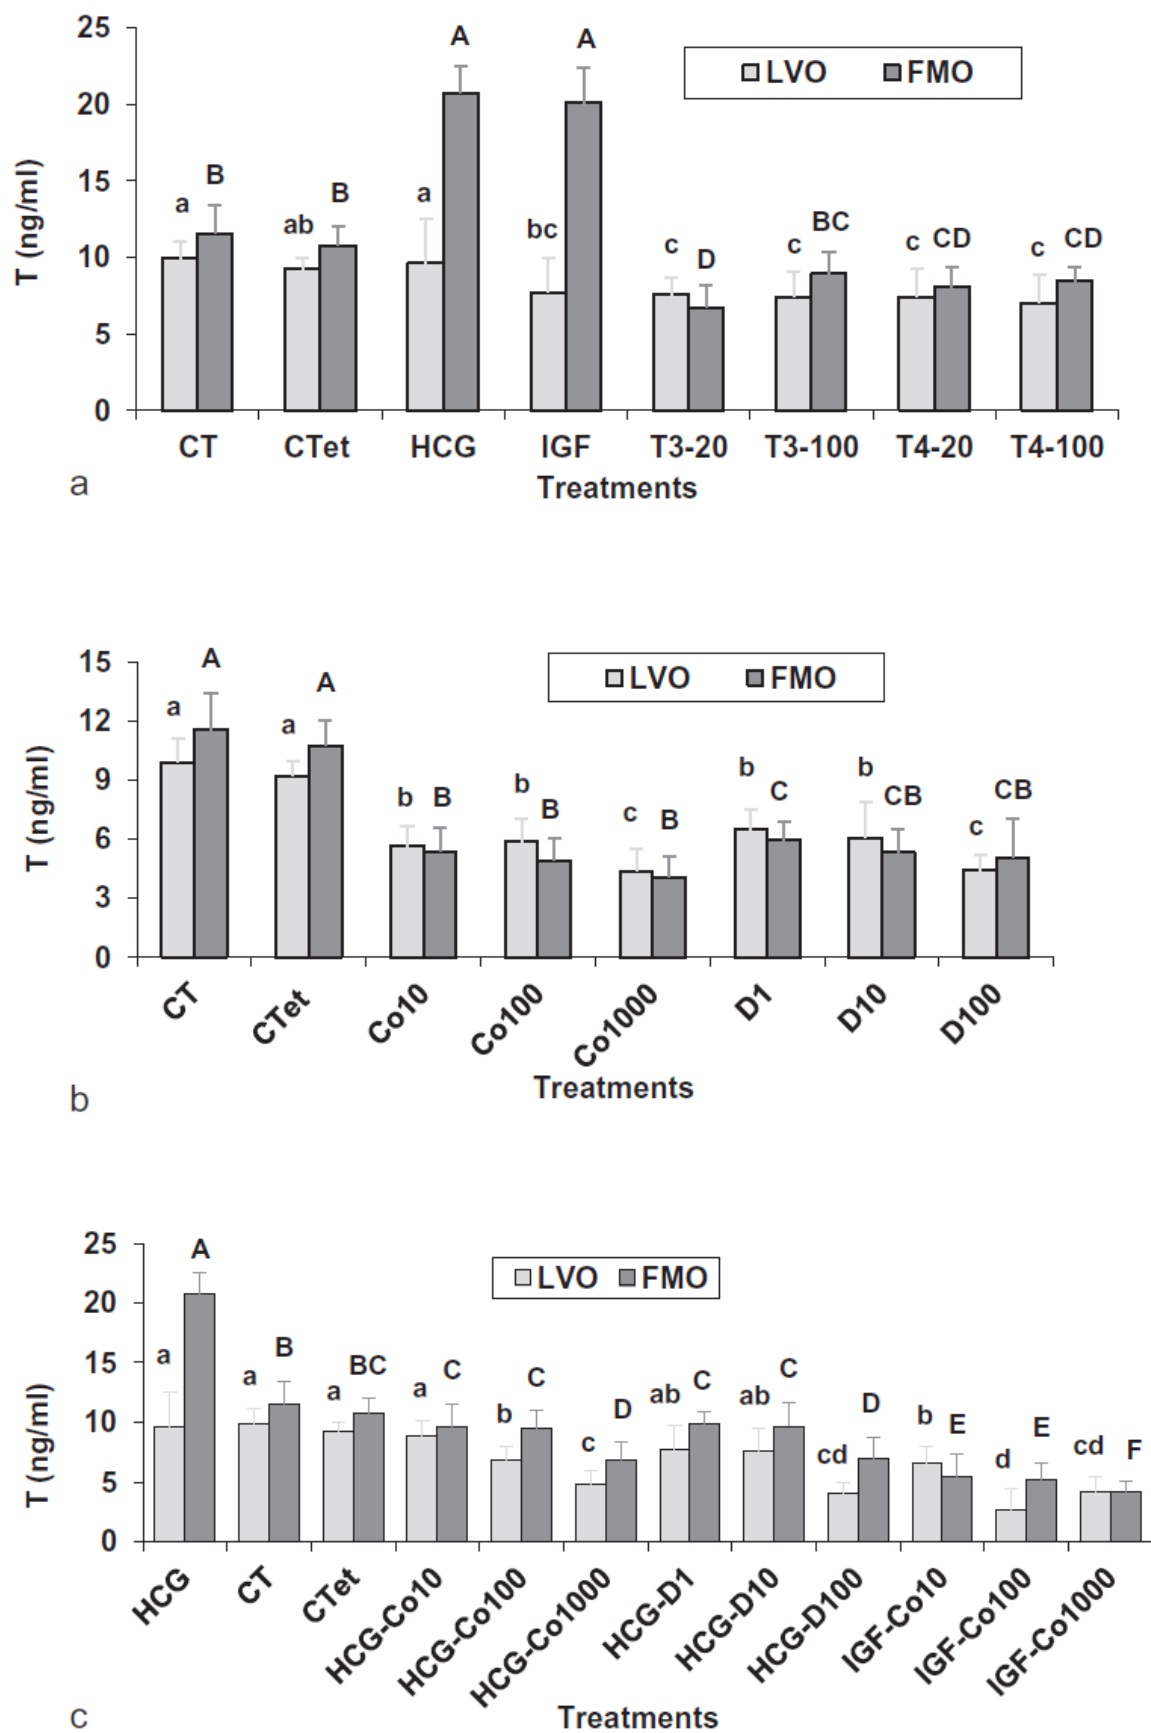 25
20
15
10
5
0
T (ng/ml)
LVO FMO
a B ab B a A bc A c D c BC c CD c CD
CT CTet HCG IGF T3-20 T3-100 T4-20 T4-100
Treatments
a
15
12
9
6
3
0
T (ng/ml)
LVO FMO
a A a A b B b B c B b C b CB c CB
CT CTet Co10 Co100 Co1000 D1 D10 D100
Treatments
b
25
20
15
10
5
0
T (ng/ml)
LVO FMO
a A a B a BC a C b C c D ab C ab C cd D b E d E cd F
HCG CT CTet HCG-Co10 HCG-Co100 HCG-Co1000 HCG-D1 HCG-D10 HCG-D100 IGF-Co10 IGF-Co100 IGF-Co1000
Treatments
c